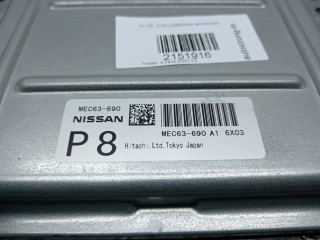 2151916
MEC63-690
NISSAN
MEC63-690 A1 6X03
P8
Hitachi,Ltd.Tokyo Japan